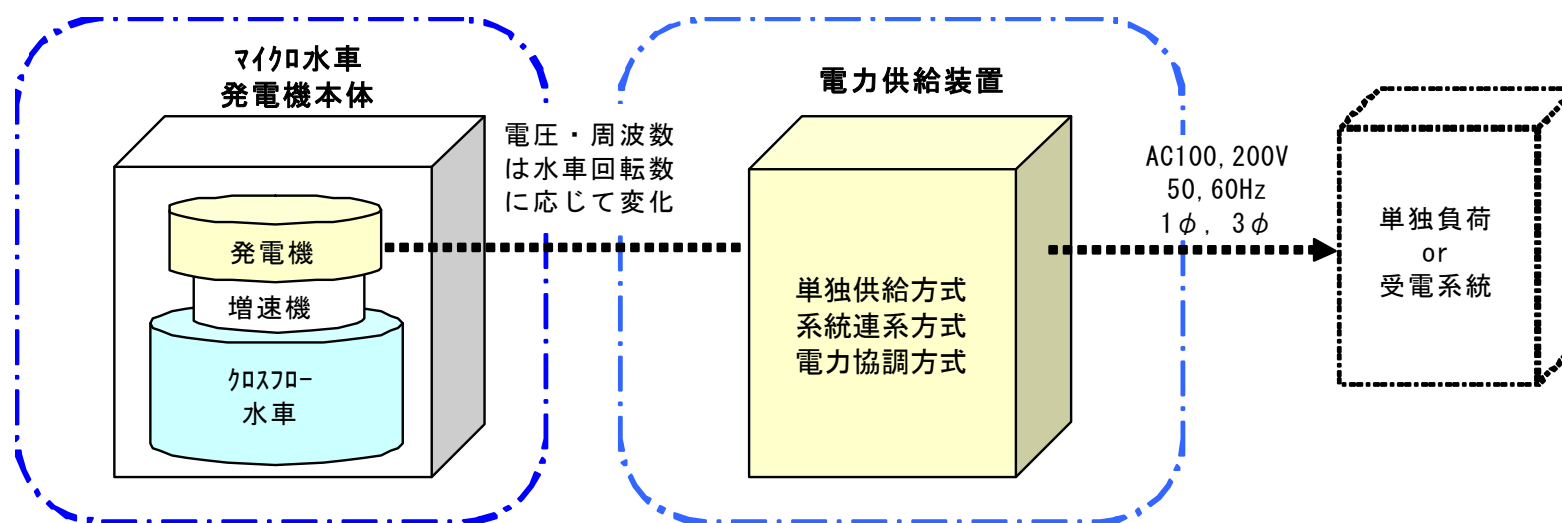 ﾏｲｸﾛ水車
発電機本体
発電機
増速機
ｸﾛｽﾌﾛｰ
水車
電圧・周波数
は水車回転数
に応じて変化
電力供給装置
単独供給方式
系統連系方式
電力協調方式
AC100,200V
50,60Hz
1φ, 3φ
単独負荷
or
受電系統